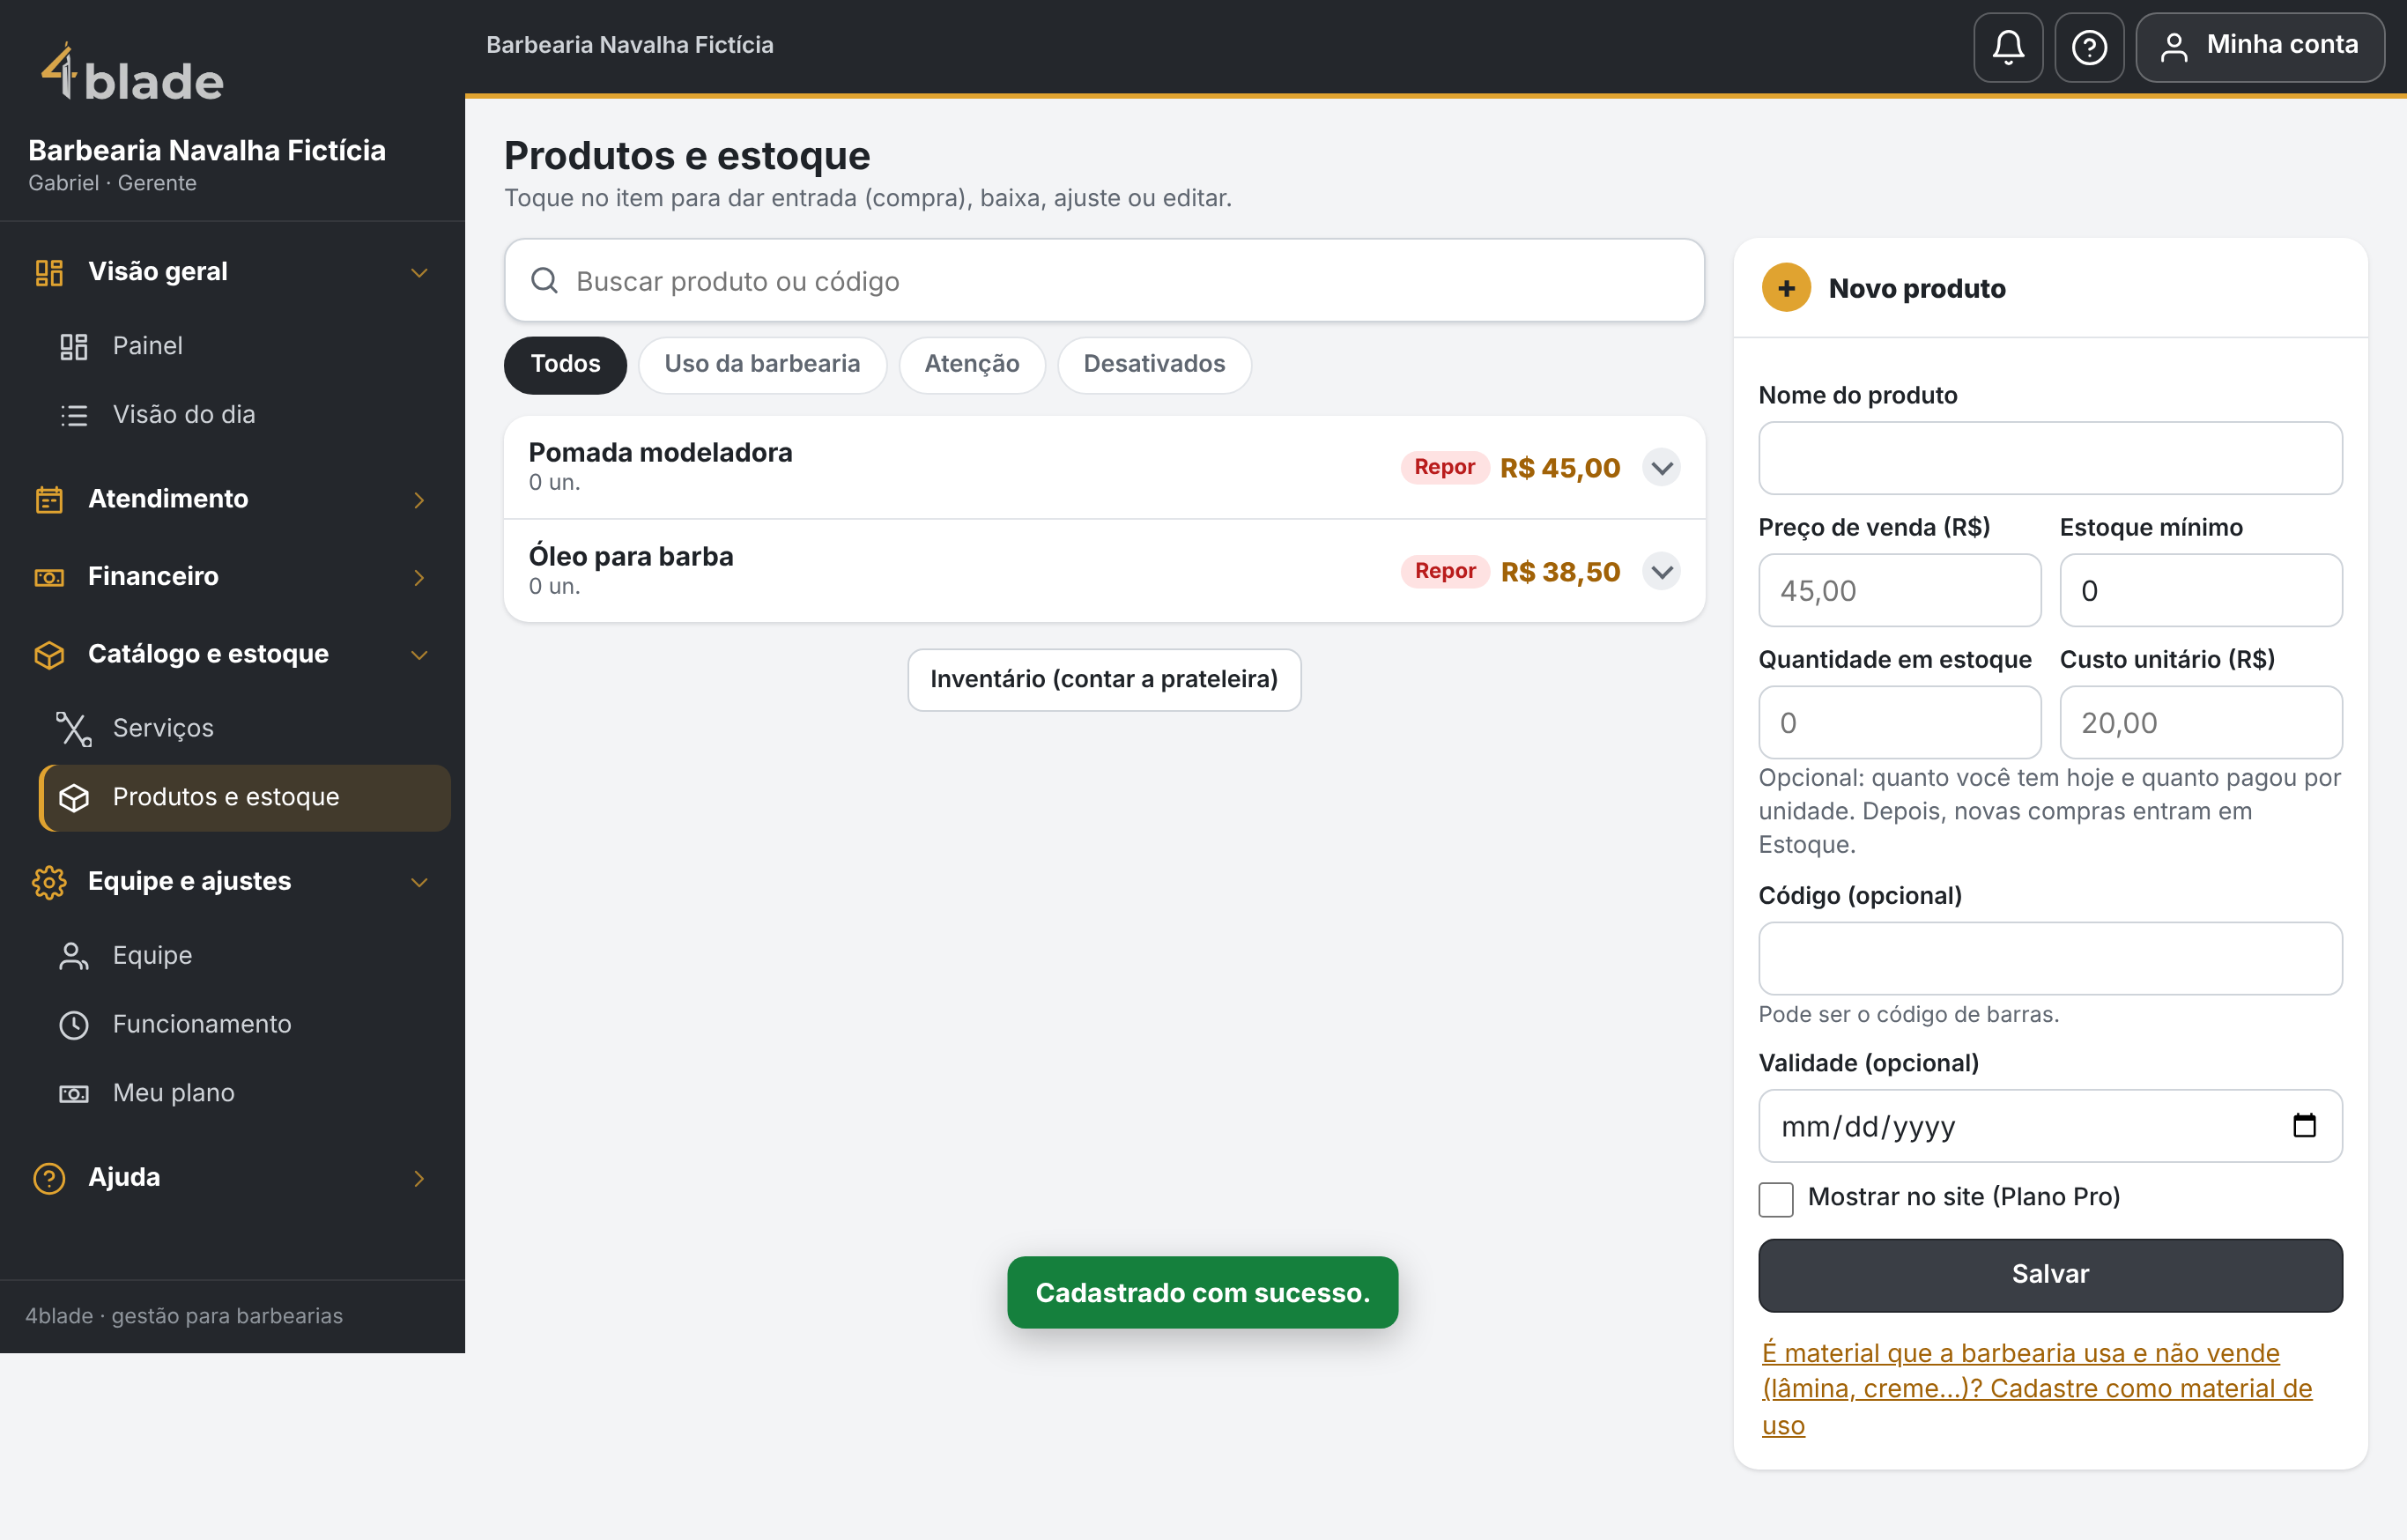 4blade
Barbearia Navalha Fictícia
Gabriel · Gerente
Visão geral
Painel
Visão do dia
Atendimento
Financeiro
Catálogo e estoque
Serviços
Produtos e estoque
Equipe e ajustes
Equipe
Funcionamento
Meu plano
Ajuda
4blade · gestão para barbearias
Barbearia Navalha Fictícia
Minha conta
Produtos e estoque
Toque no item para dar entrada (compra), baixa, ajuste ou editar.
Buscar produto ou código
Todos
Uso da barbearia
Atenção
Desativados
Pomada modeladora
0 un.
Repor
R$ 45,00
Óleo para barba
0 un.
Repor
R$ 38,50
Inventário (contar a prateleira)
Cadastrado com sucesso.
+ Novo produto
Nome do produto
Preço de venda (R$)
45,00
Estoque mínimo
0
Quantidade em estoque
0
Custo unitário (R$)
20,00
Opcional: quanto você tem hoje e quanto pagou por
unidade. Depois, novas compras entram em
Estoque.
Código (opcional)
Pode ser o código de barras.
Validade (opcional)
mm/dd/yyyy
Mostrar no site (Plano Pro)
Salvar
É material que a barbearia usa e não vende
(lâmina, creme...)? Cadastre como material de
uso